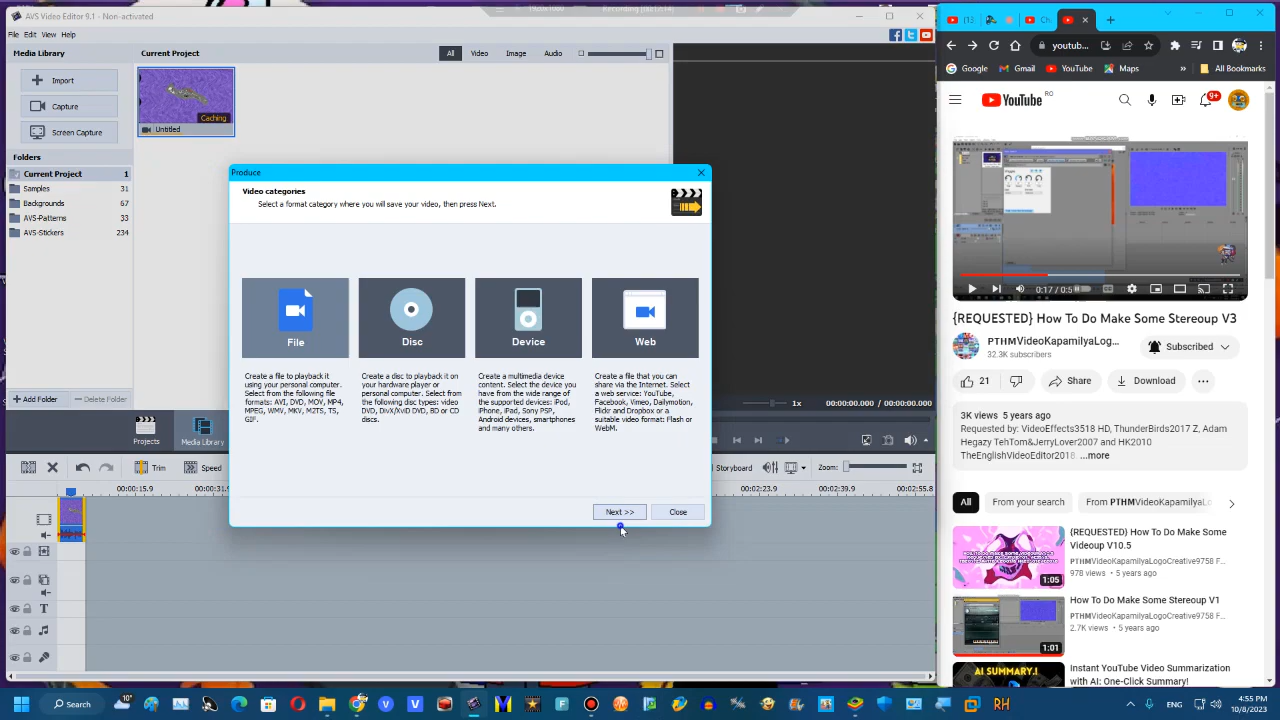 AVS Video Editor 9.1 - Non-activated
File Edit View Help
Media Library
Current Project
All Video Image Audio
Import
Capture
Screen Capture
Caching
Untitled
Folders
Current Project 1
Samples 31
Backgrounds 67
AVS-Patterns 33
AVS-Stickers 234
Add Folder
Delete Folder
Produce
Video categories
Select a format category where you will save your video, then press Next.
File
Disc
Device
Web
Create a file to playback it
using your personal computer.
Select from the following file
formats: AVI, DVD, MOV, MP4,
MPEG, WMV, MKV, M2TS, TS,
GIF.
Create a disc to playback it on
your hardware player or
personal computer. Select from
the following disc types: video
DVD, DivX/XviD DVD, BD or CD
discs.
Create a multimedia device
content. Select the device you
have from the wide range of
the supported devices: iPod,
iPhone, iPad, Sony PSP,
Android devices, smartphones
and many others.
Create a file that you can
share via the Internet. Select
a web service: YouTube,
Facebook, Vimeo, Dailymotion,
Flickr and Dropbox or a
suitable video format: Flash or
WebM.
Next >>
Close
1x
00:00:00.000 / 00:00:00.000
Projects
Media Library
Trim
Speed
Storyboard
Zoom:
00:00:15.9 00:00:31.9 00:02:23.9 00:02:39.9 00:02:55.8
youtub...
Google Gmail YouTube Maps » All Bookmarks
YouTube RO
9+
0:17 / 0:5
{REQUESTED} How To Do Make Some Stereoup V3
PTHMVideoKapamilyaLog...
32.3K subscribers
Subscribed
21
Share
Download
3K views 5 years ago
Requested by: VideoEffects3518 HD, ThunderBirds2017 Z, Adam
Hegazy TehTom&JerryLover2007 and HK2010
TheEnglishVideoEditor2018 ...more
All From your search From PTHMVideoKapamilyaLo
{REQUESTED} How To Do Make Some
Videoup V10.5
PTHMVideoKapamilyaLogoCreative9758 F...
978 views • 5 years ago
1:05
How To Do Make Some Stereoup V1
PTHMVideoKapamilyaLogoCreative9758 F...
2.7K views • 5 years ago
1:01
AI SUMMARY.!
Instant YouTube Video Summarization
with AI: One-Click Summary!
Search
10°
ENG
4:55 PM
10/8/2023